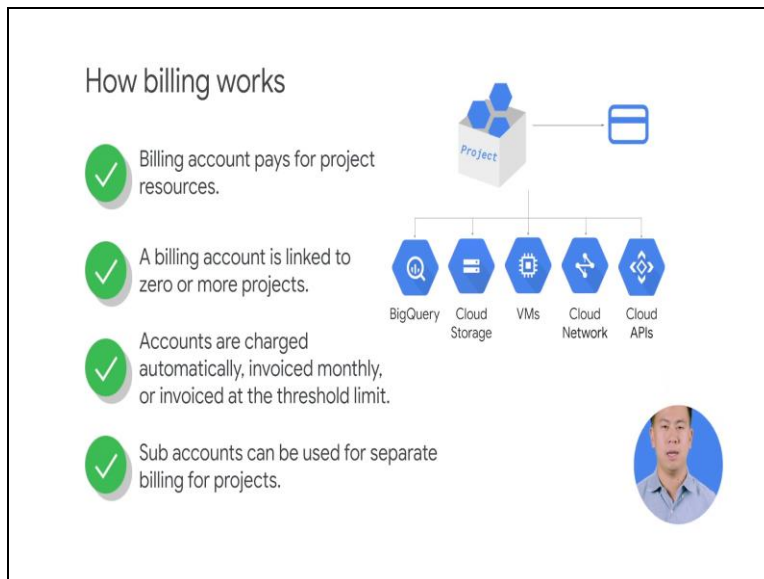 How billing works
Billing account pays for project
resources.
A billing account is linked to
zero or more projects.
Accounts are charged
automatically, invoiced monthly,
or invoiced at the threshold limit.
Sub accounts can be used for separate
billing for projects.
Project
BigQuery
Cloud
Storage
VMs
Cloud
Network
Cloud
APIs